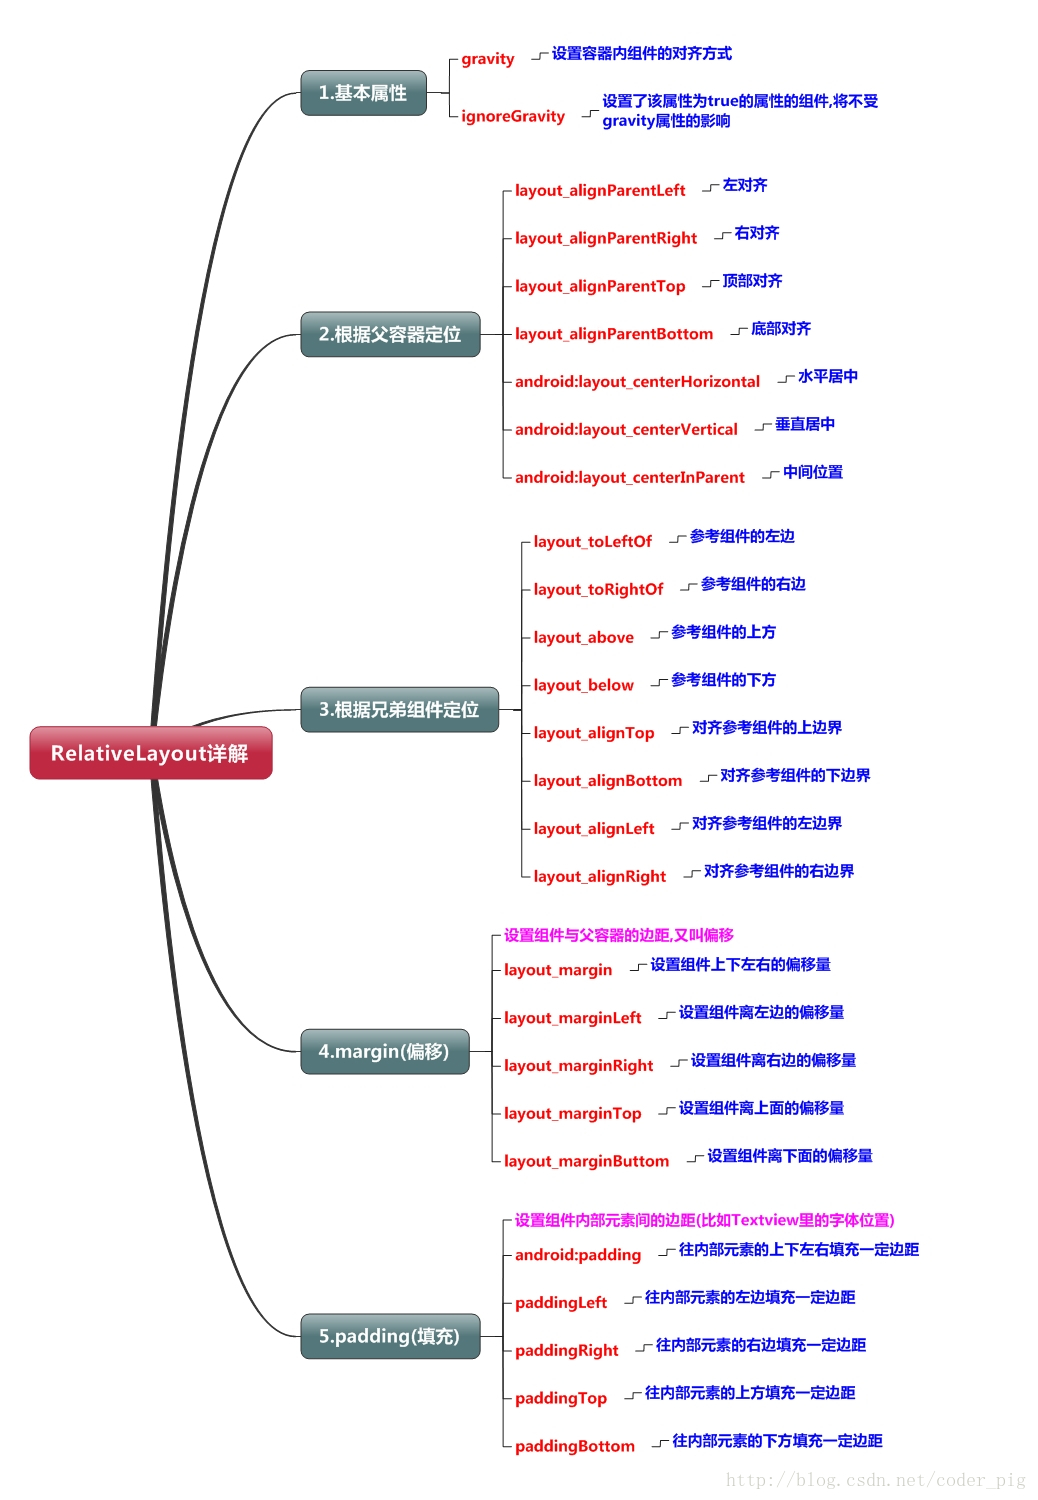 RelativeLayout详解
1.基本属性
gravity
设置容器内组件的对齐方式
ignoreGravity
设置了该属性为true的属性的组件,将不受
gravity属性的影响
2.根据父容器定位
layout_alignParentLeft
左对齐
layout_alignParentRight
右对齐
layout_alignParentTop
顶部对齐
layout_alignParentBottom
底部对齐
android:layout_centerHorizontal
水平居中
android:layout_centerVertical
垂直居中
android:layout_centerInParent
中间位置
3.根据兄弟组件定位
layout_toLeftOf
参考组件的左边
layout_toRightOf
参考组件的右边
layout_above
参考组件的上方
layout_below
参考组件的下方
layout_alignTop
对齐参考组件的上边界
layout_alignBottom
对齐参考组件的下边界
layout_alignLeft
对齐参考组件的左边界
layout_alignRight
对齐参考组件的右边界
4.margin(偏移)
设置组件与父容器的边距,又叫偏移
layout_margin
设置组件上下左右的偏移量
layout_marginLeft
设置组件离左边的偏移量
layout_marginRight
设置组件离右边的偏移量
layout_marginTop
设置组件离上面的偏移量
layout_marginButtom
设置组件离下面的偏移量
5.padding(填充)
设置组件内部元素间的边距(比如Textview里的字体位置)
android:padding
往内部元素的上下左右填充一定边距
paddingLeft
往内部元素的左边填充一定边距
paddingRight
往内部元素的右边填充一定边距
paddingTop
往内部元素的上方填充一定边距
paddingBottom
往内部元素的下方填充一定边距
http://blog.csdn.net/coder_pig